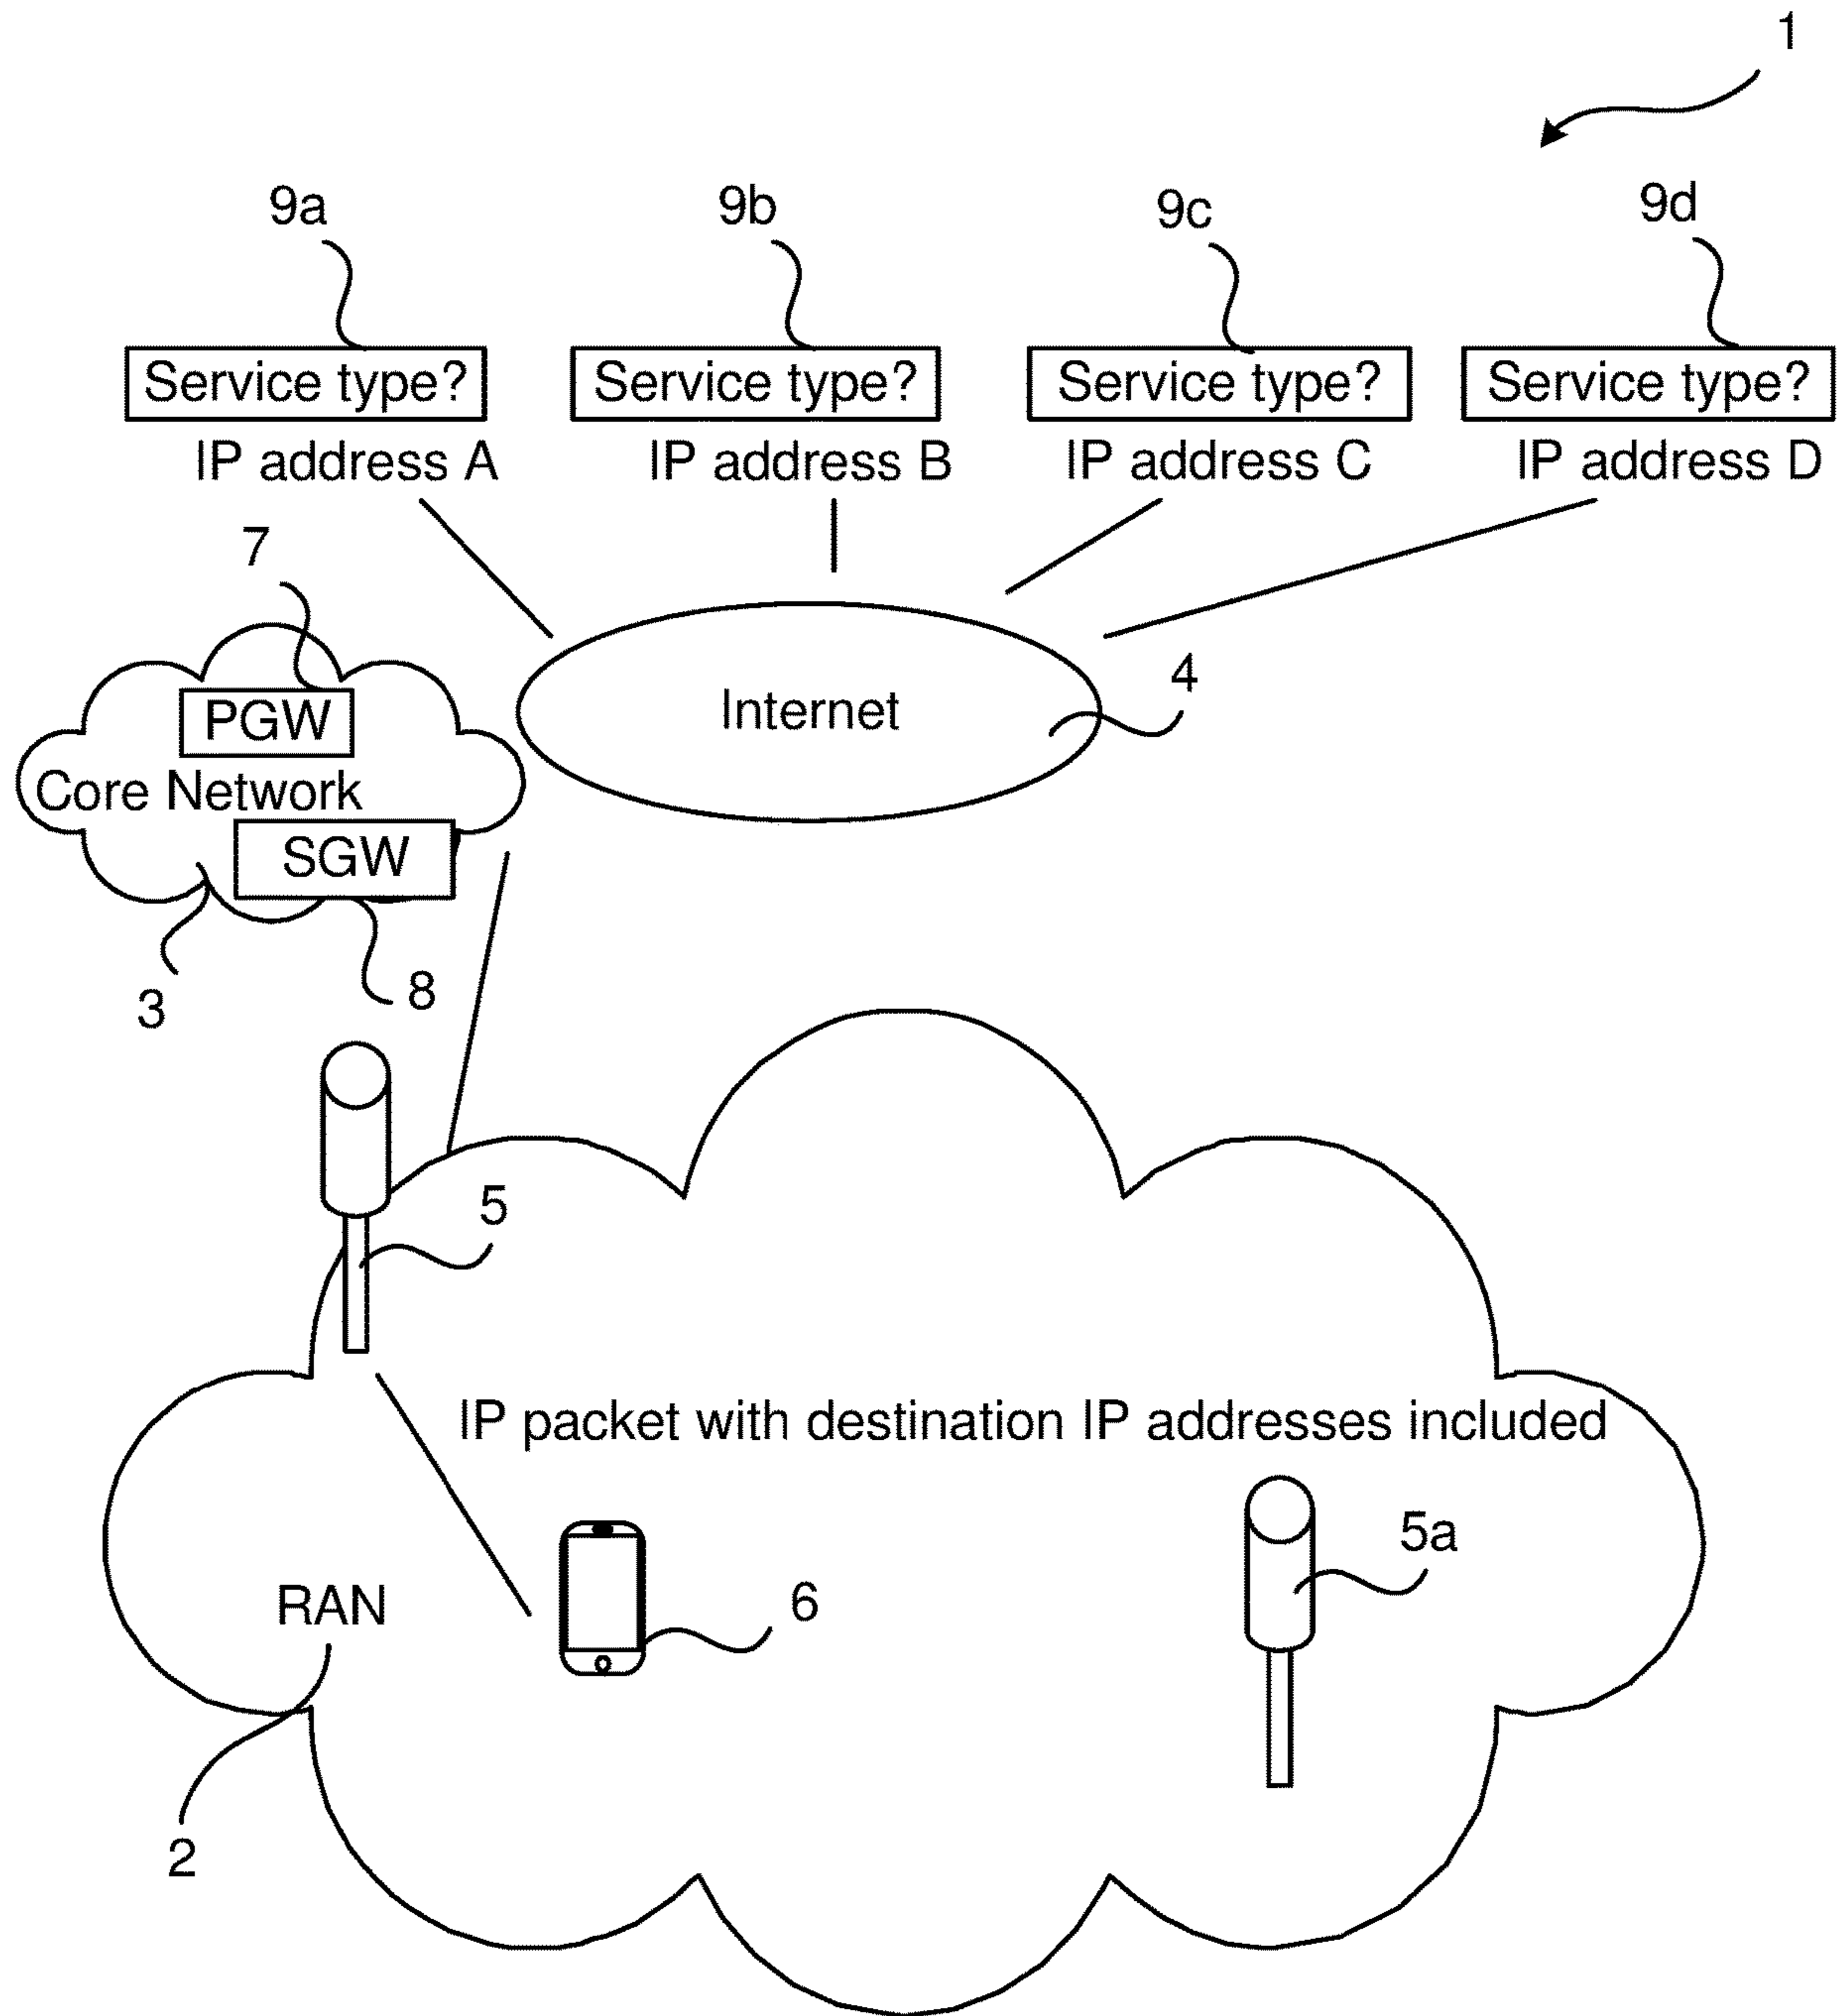 1
9a
9b
9c
9d
Service type?
Service type?
Service type?
Service type?
IP address A
IP address B
IP address C
IP address D
7
4
PGW
Internet
Core Network
SGW
3
8
5
IP packet with destination IP addresses included
5a
6
RAN
2